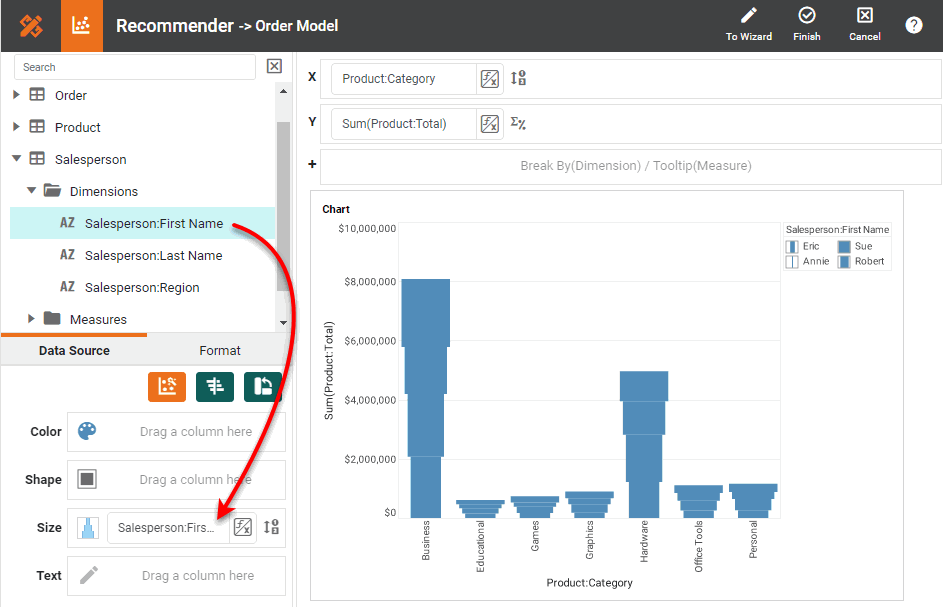 Recommender -> Order Model
To Wizard
Finish
Cancel
?
Search
Order
Product
Salesperson
Dimensions
AZ Salesperson:First Name
AZ Salesperson:Last Name
AZ Salesperson:Region
Measures
Data Source
Format
Color
Drag a column here
Shape
Drag a column here
Size
Salesperson:Firs...
Text
Drag a column here
X
Product:Category
Y
Sum(Product:Total)
+
Break By(Dimension) / Tooltip(Measure)
Chart
$10,000,000
$8,000,000
$6,000,000
$4,000,000
$2,000,000
$0
Sum(Product:Total)
Business
Educational
Games
Graphics
Hardware
Office Tools
Personal
Product:Category
Salesperson:First Name
Eric
Sue
Annie
Robert